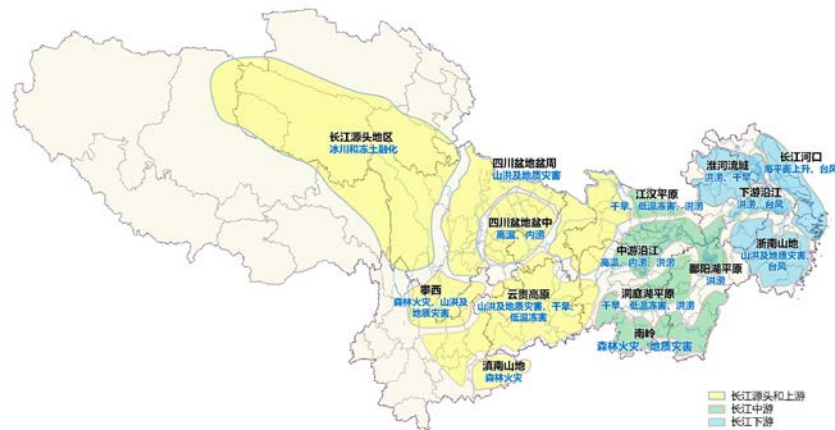 长江源头地区
冰川和冻土融化
四川盆地盆周
山洪及地质灾害
四川盆地盆中
高温、内涝
攀西
森林火灾、山洪及
地质灾害
云贵高原
山洪及地质灾害、干旱、
低温冻害
滇南山地
森林火灾
江汉平原
干旱、低温冻害、洪涝
中游沿江
高温、内涝、洪涝
鄱阳湖平原
洪涝
洞庭湖平原
干旱、低温冻害、洪涝
南岭
森林火灾、地质灾害
淮河流域
洪涝、干旱
长江河口
海平面上升、台风
下游沿江
洪涝、台风
浙南山地
山洪及地质灾害、
台风
长江源头和上游
长江中游
长江下游